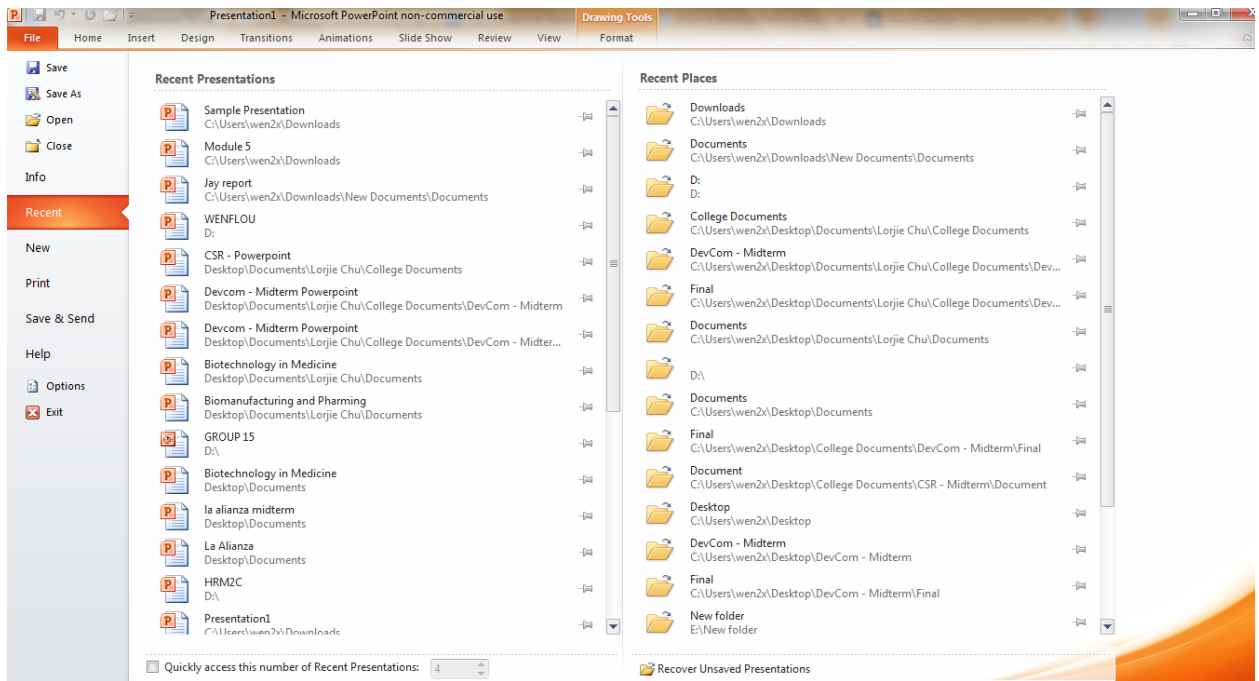 Presentation1 - Microsoft PowerPoint non-commercial use
Drawing Tools
File Home Insert Design Transitions Animations Slide Show Review View Format
Save
Save As
Open
Close
Info
Recent
New
Print
Save & Send
Help
Options
Exit
Recent Presentations
Sample Presentation
C:\Users\wen2x\Downloads
Module 5
C:\Users\wen2x\Downloads
Jay report
C:\Users\wen2x\Downloads\New Documents\Documents
WENFLOU
D:
CSR - Powerpoint
Desktop\Documents\Lorjie Chu\College Documents
Devcom - Midterm Powerpoint
Desktop\Documents\Lorjie Chu\College Documents\DevCom - Midterm
Devcom - Midterm Powerpoint
Desktop\Documents\Lorjie Chu\College Documents\DevCom - Midter...
Biotechnology in Medicine
Desktop\Documents\Lorjie Chu\Documents
Biomanufacturing and Pharming
Desktop\Documents\Lorjie Chu\Documents
GROUP 15
D:\
Biotechnology in Medicine
Desktop\Documents
la alianza midterm
Desktop\Documents
La Alianza
Desktop\Documents
HRM2C
D:\
Presentation1
C:\Users\wen2x\Downloads
Quickly access this number of Recent Presentations: 4
Recent Places
Downloads
C:\Users\wen2x\Downloads
Documents
C:\Users\wen2x\Downloads\New Documents\Documents
D:
D:
College Documents
C:\Users\wen2x\Desktop\Documents\Lorjie Chu\College Documents
DevCom - Midterm
C:\Users\wen2x\Desktop\Documents\Lorjie Chu\College Documents\Dev...
Final
C:\Users\wen2x\Desktop\Documents\Lorjie Chu\College Documents\Dev...
Documents
C:\Users\wen2x\Desktop\Documents\Lorjie Chu\Documents
D:\
Documents
C:\Users\wen2x\Desktop\Documents
Final
C:\Users\wen2x\Desktop\College Documents\DevCom - Midterm\Final
Document
C:\Users\wen2x\Desktop\College Documents\CSR - Midterm\Document
Desktop
C:\Users\wen2x\Desktop
DevCom - Midterm
C:\Users\wen2x\Desktop\DevCom - Midterm
Final
C:\Users\wen2x\Desktop\DevCom - Midterm\Final
New folder
E:\New folder
Recover Unsaved Presentations